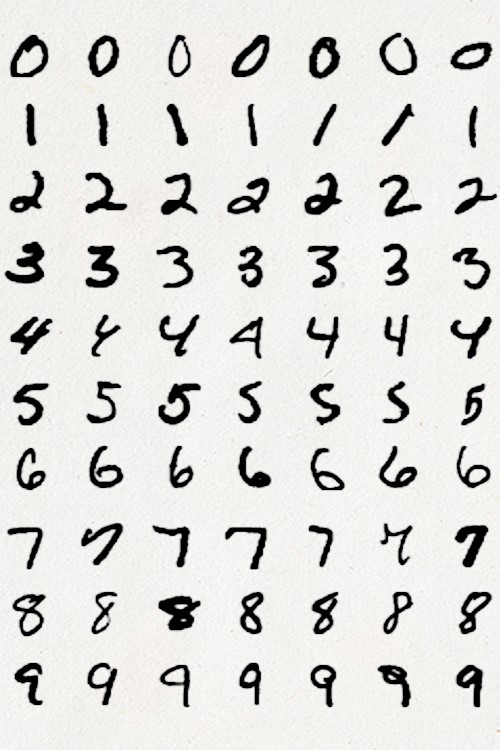 0 0 0 0 0 0 0
1 1 1 1 1 1 1
2 2 2 2 2 2 2
3 3 3 3 3 3 3
4 4 4 4 4 4 4
5 5 5 5 5 5 5
6 6 6 6 6 6 6
7 7 7 7 7 7 7
8 8 8 8 8 8 8
9 9 9 9 9 9 9